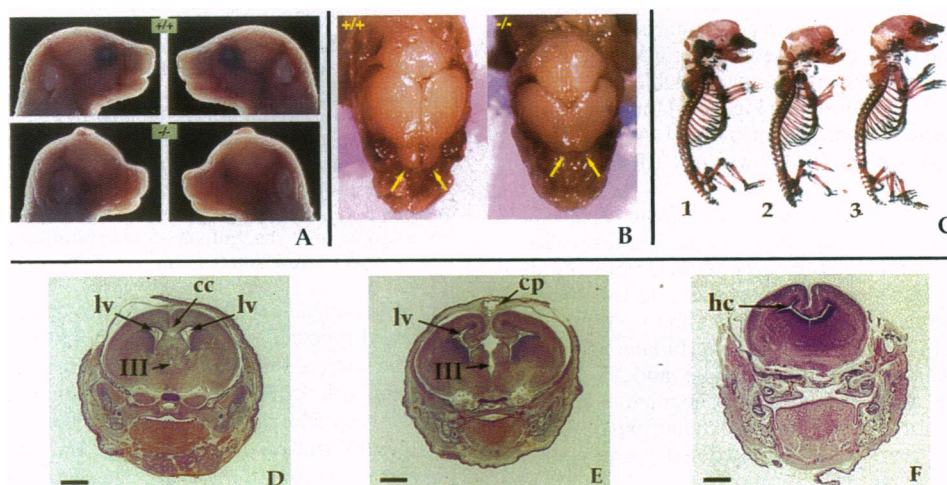 +/+
-/-
A
+/+
-/-
B
1
2
3
C
cc
lv
lv
III
D
cp
lv
III
E
hc
F